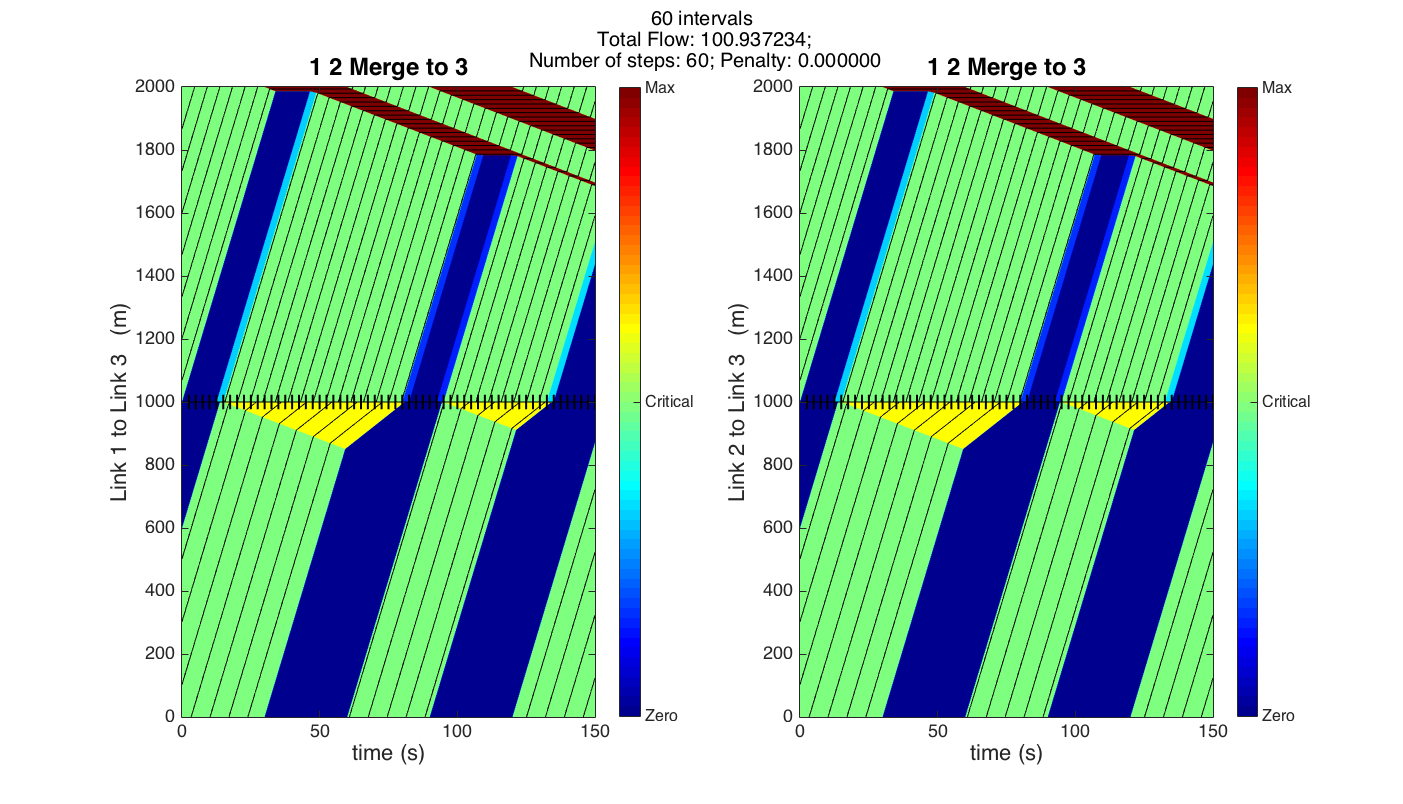 60 intervals
Total Flow: 100.937234;
Number of steps: 60; Penalty: 0.000000
1 2 Merge to 3
2000
1800
1600
1400
1200
1000
800
600
400
200
0
Link 1 to Link 3 (m)
0
50
100
150
time (s)
Max
Critical
Zero
1 2 Merge to 3
2000
1800
1600
1400
1200
1000
800
600
400
200
0
Link 2 to Link 3 (m)
0
50
100
150
time (s)
Max
Critical
Zero